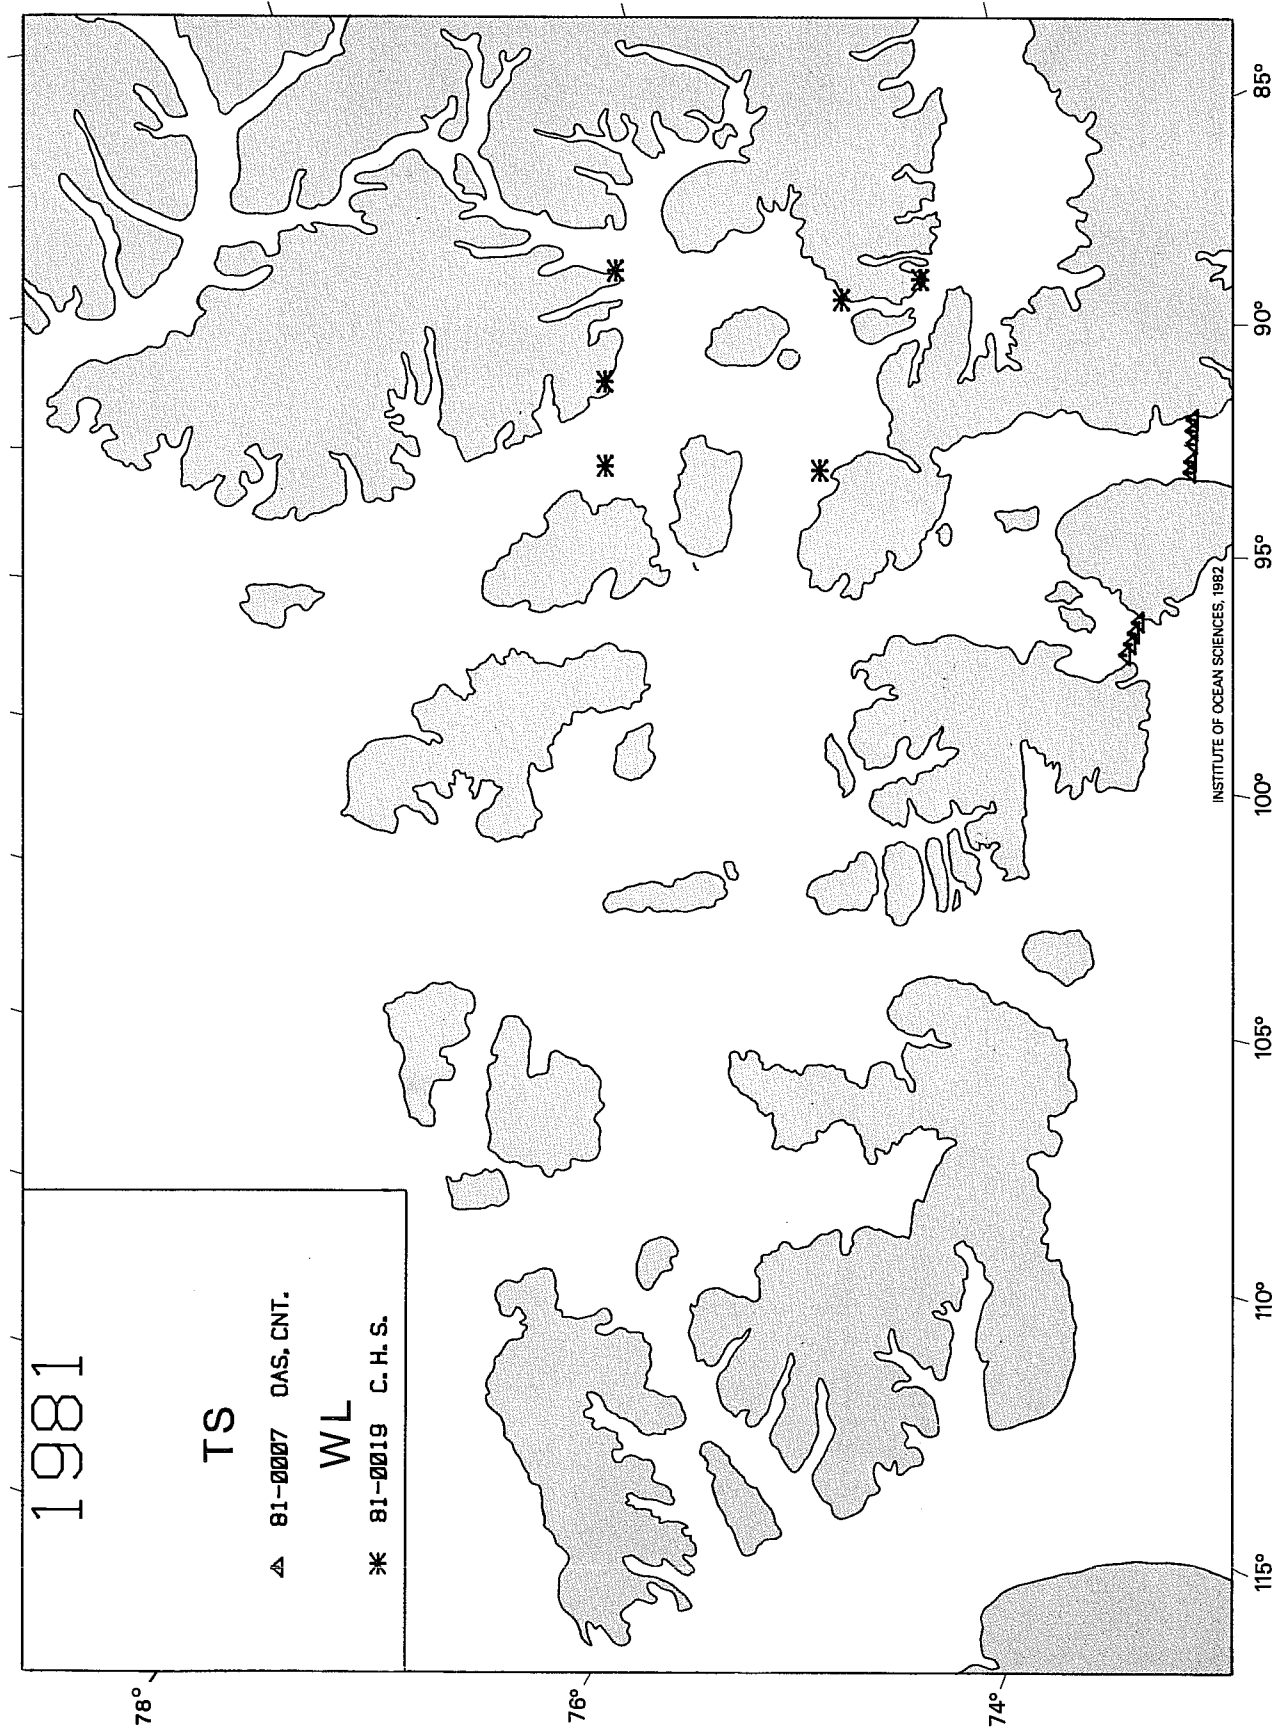 1981
TS
81-0007 OAS, CNT.
WL
81-0019 C.H.S.
78°
76°
74°
115°
110°
105°
100°
95°
90°
85°
INSTITUTE OF OCEAN SCIENCES, 1982